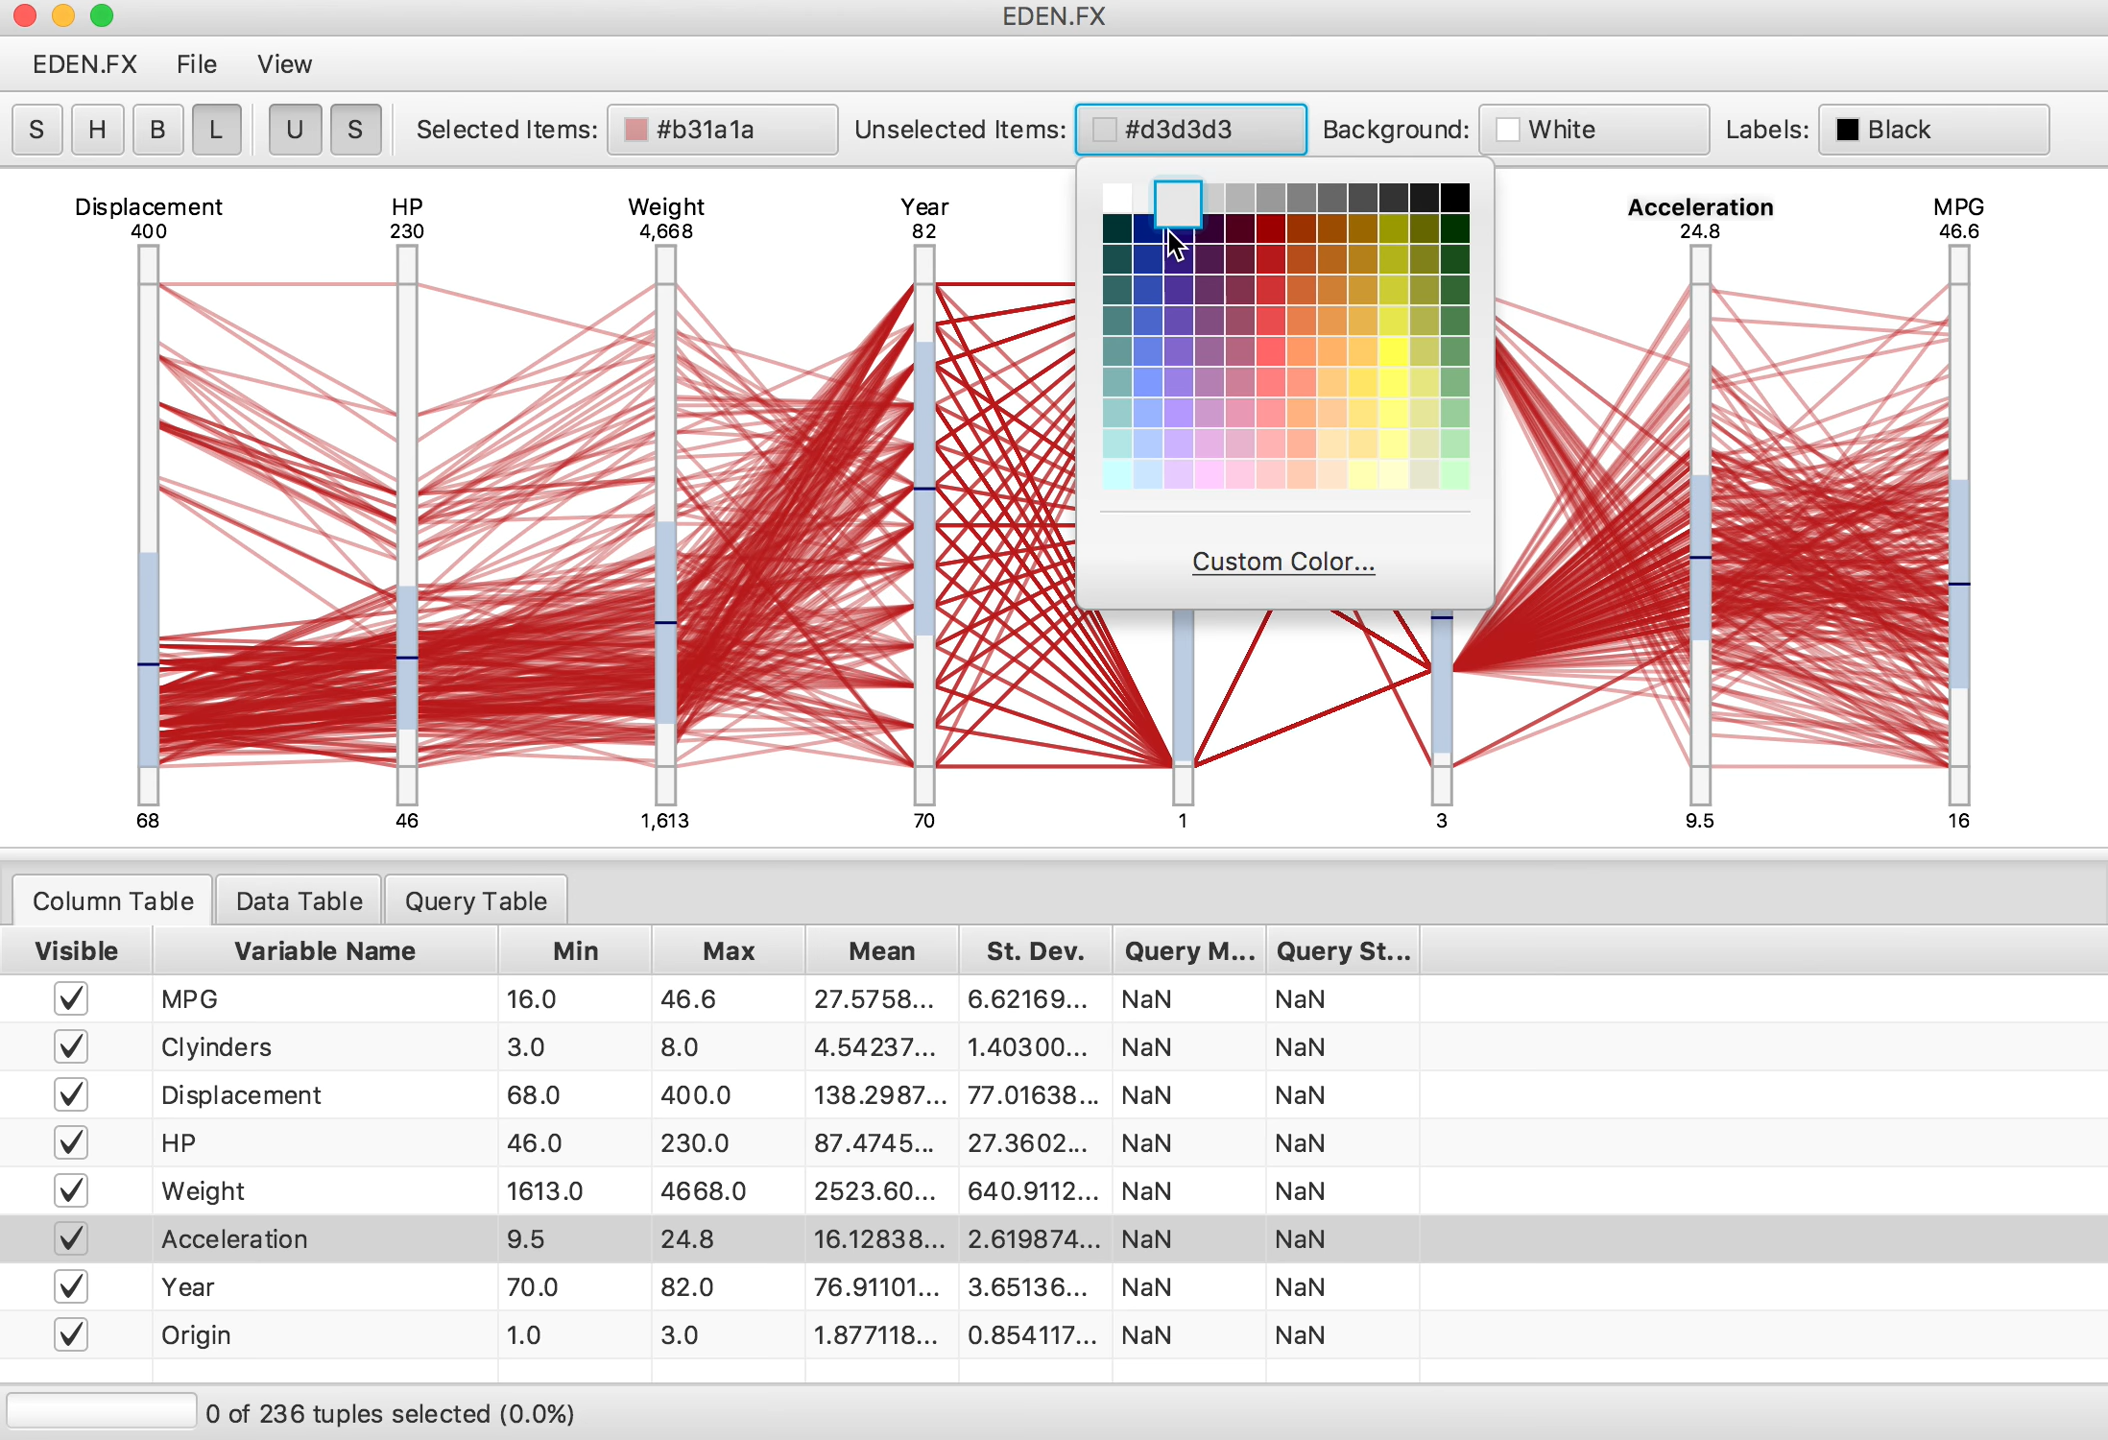 EDEN.FX
EDEN.FX File View
S H B L U S Selected Items: #b31a1a Unselected Items: #d3d3d3 Background: White Labels: Black
Displacement HP Weight Year Acceleration MPG
400 230 4,668 82 24.8 46.6
Custom Color...
68 46 1,613 70 1 3 9.5 16
Column Table Data Table Query Table
Visible Variable Name Min Max Mean St. Dev. Query M... Query St...
MPG 16.0 46.6 27.5758... 6.62169... NaN NaN
Clyinders 3.0 8.0 4.54237... 1.40300... NaN NaN
Displacement 68.0 400.0 138.2987... 77.01638... NaN NaN
HP 46.0 230.0 87.4745... 27.3602... NaN NaN
Weight 1613.0 4668.0 2523.60... 640.9112... NaN NaN
Acceleration 9.5 24.8 16.12838... 2.619874... NaN NaN
Year 70.0 82.0 76.91101... 3.65136... NaN NaN
Origin 1.0 3.0 1.877118... 0.854117... NaN NaN
0 of 236 tuples selected (0.0%)